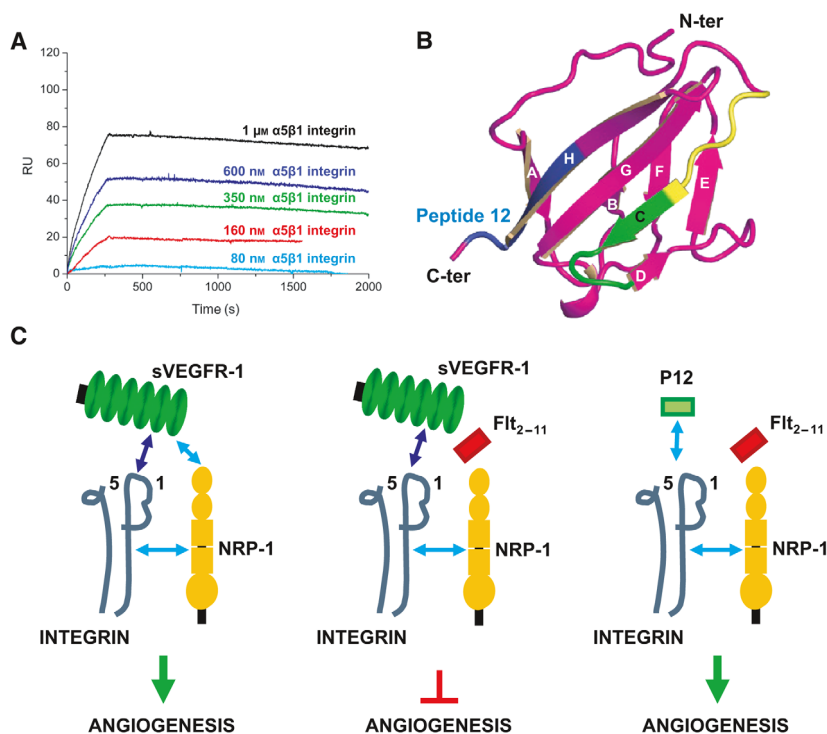 A
RU
120
100
80
60
40
20
0
1 μM α5β1 integrin
600 nM α5β1 integrin
350 nM α5β1 integrin
160 nM α5β1 integrin
80 nM α5β1 integrin
0 500 1000 1500 2000
Time (s)
B
N-ter
A H G F E
B
C
D
Peptide 12
C-ter
C
sVEGFR-1
5 1
NRP-1
INTEGRIN
ANGIOGENESIS
sVEGFR-1
Flt2–11
5 1
NRP-1
INTEGRIN
ANGIOGENESIS
P12
Flt2–11
5 1
NRP-1
INTEGRIN
ANGIOGENESIS